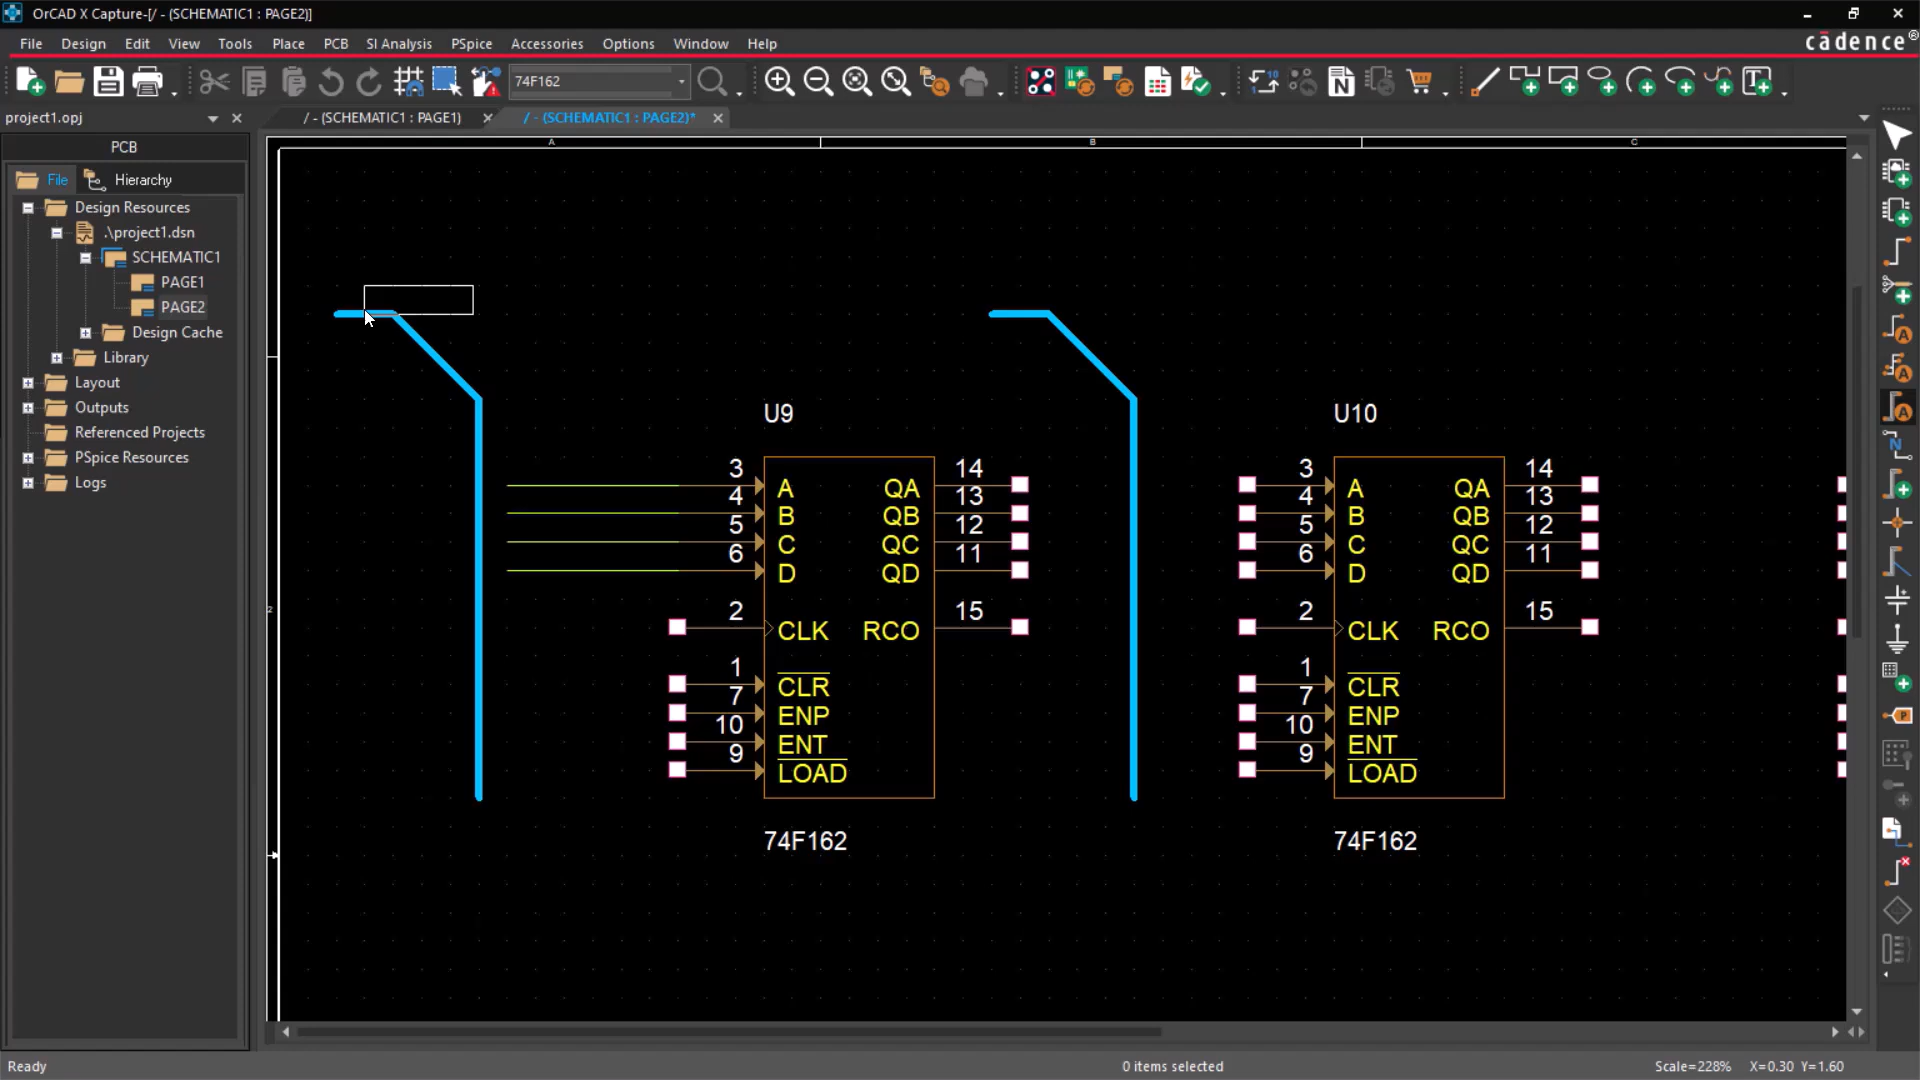 OrCAD X Capture-[/ - (SCHEMATIC1 : PAGE2)]
File Design Edit View Tools Place PCB SI Analysis PSpice Accessories Options Window Help
cādence®
74F162
project1.opj
/ - (SCHEMATIC1 : PAGE1)
/ - (SCHEMATIC1 : PAGE2)*
PCB
File Hierarchy
Design Resources
.\project1.dsn
SCHEMATIC1
PAGE1
PAGE2
Design Cache
Library
Layout
Outputs
Referenced Projects
PSpice Resources
Logs
A B C
2
U9
3 A QA 14
4 B QB 13
5 C QC 12
6 D QD 11
2 CLK RCO 15
1 CLR
7 ENP
10 ENT
9 LOAD
74F162
U10
3 A QA 14
4 B QB 13
5 C QC 12
6 D QD 11
2 CLK RCO 15
1 CLR
7 ENP
10 ENT
9 LOAD
74F162
Ready
0 items selected
Scale=228% X=0.30 Y=1.60